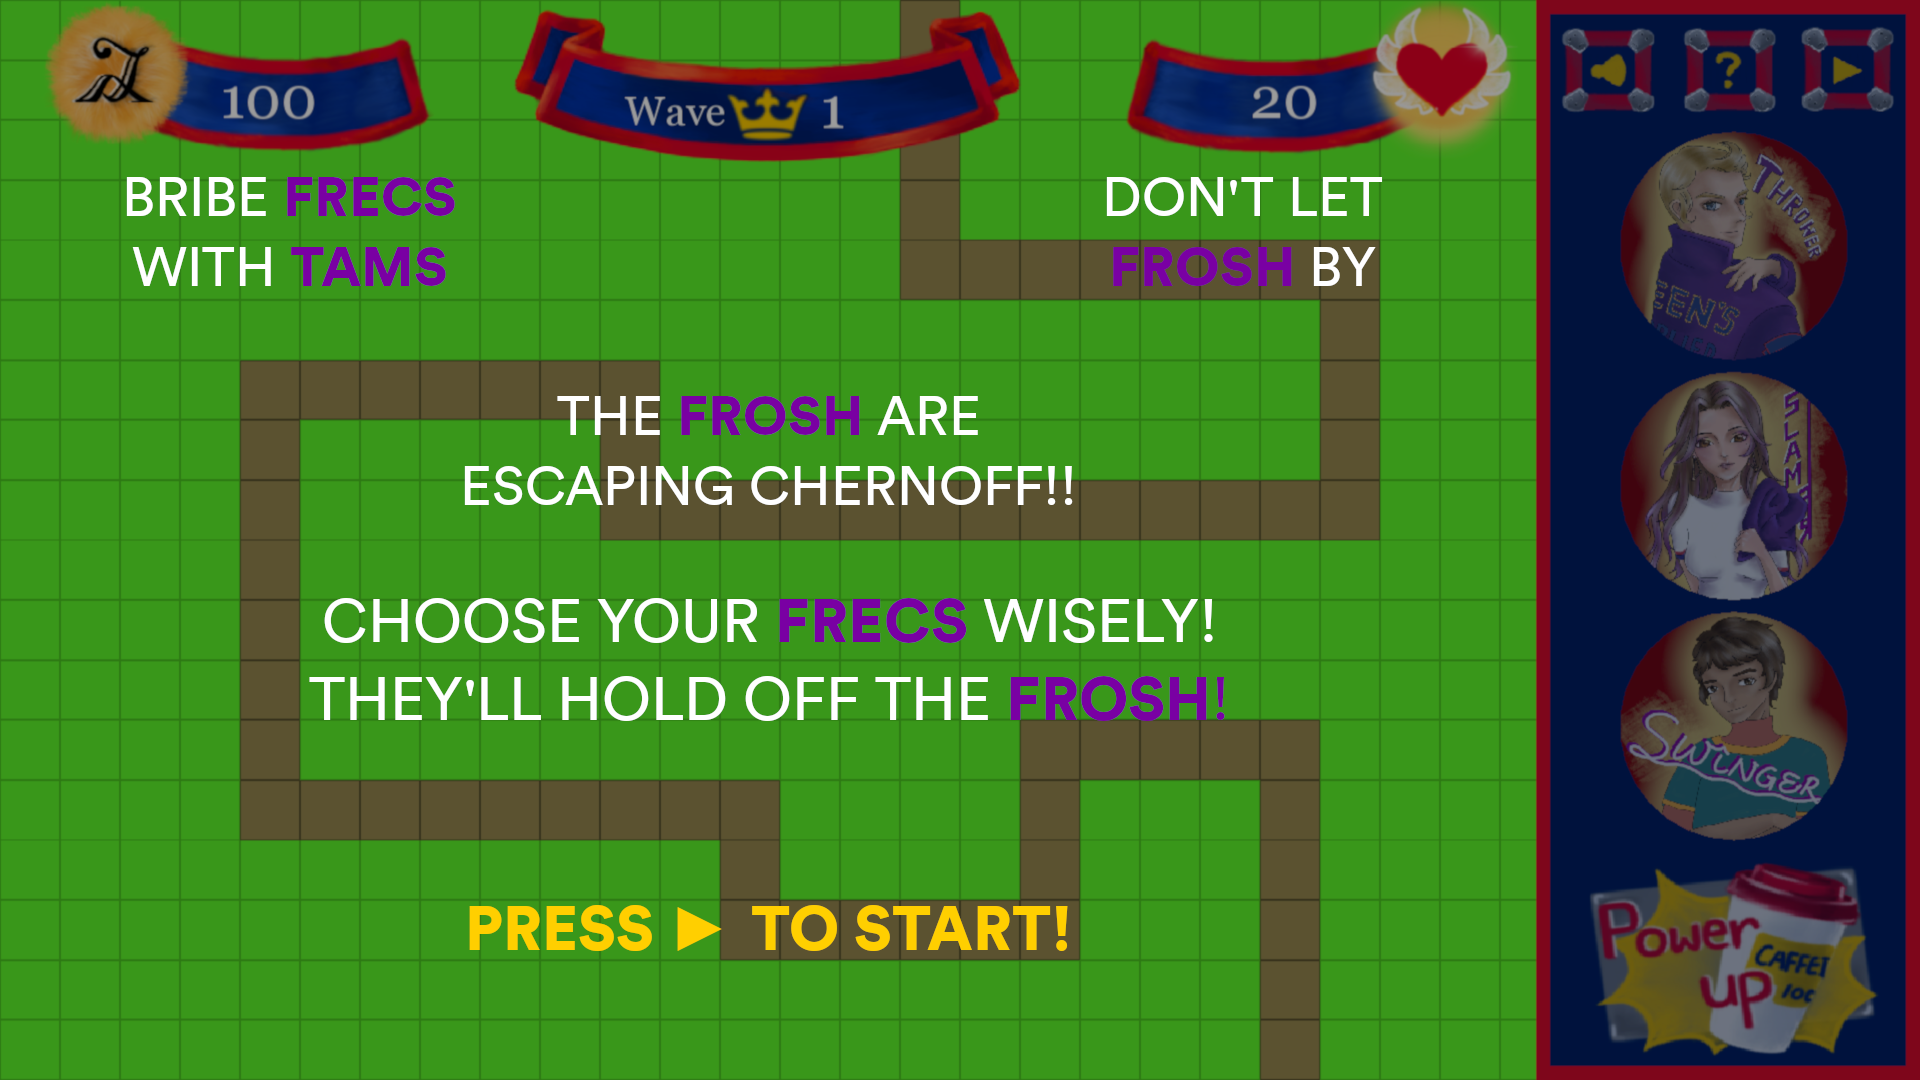 100
Wave 1
20
?
BRIBE FRECS
WITH TAMS
DON'T LET
FROSH BY
THE FROSH ARE
ESCAPING CHERNOFF!!
CHOOSE YOUR FRECS WISELY!
THEY'LL HOLD OFF THE FROSH!
PRESS ► TO START!
THROWER
EEN'S
SLAMMER
SWINGER
Power
up